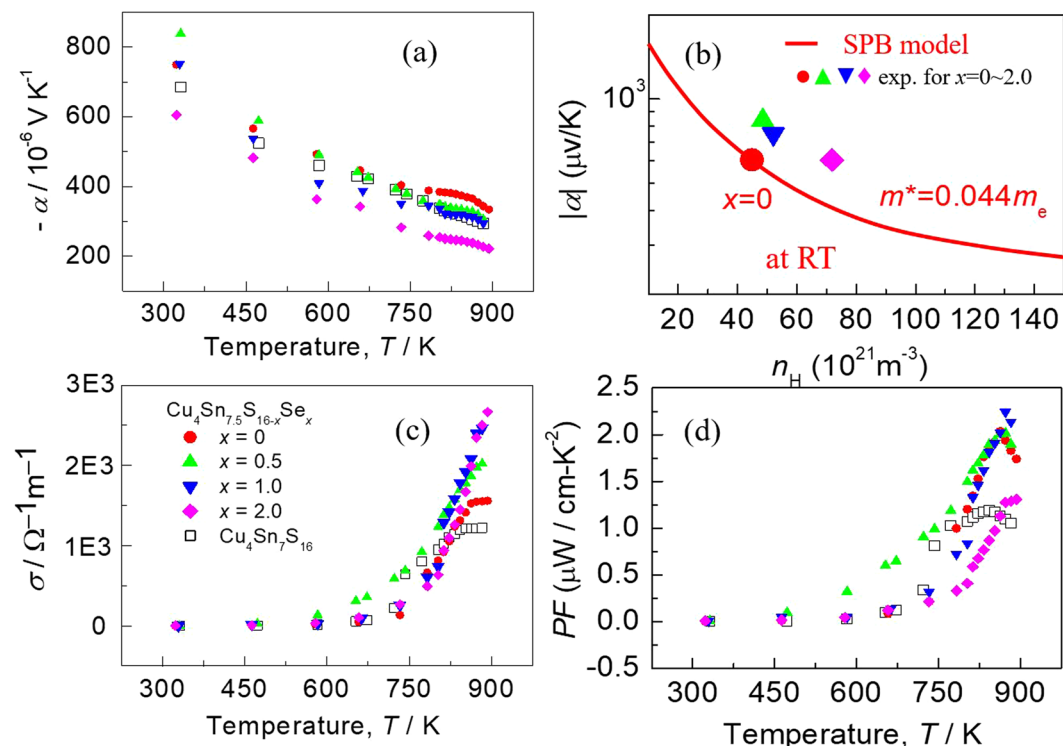 (a)
800
600
400
200
- α / 10⁻⁶ V K⁻¹
300 450 600 750 900
Temperature, T / K
(b)
SPB model
exp. for x=0~2.0
10³
|α| (μv/K)
x=0
m*=0.044mₑ
at RT
20 40 60 80 100 120 140
n_H (10²¹m⁻³)
(c)
3E3
2E3
1E3
0
σ / Ω⁻¹m⁻¹
Cu₄Sn₇.₅S₁₆₋ₓSeₓ
x = 0
x = 0.5
x = 1.0
x = 2.0
Cu₄Sn₇S₁₆
300 450 600 750 900
Temperature, T / K
(d)
2.5
2.0
1.5
1.0
0.5
0.0
-0.5
PF (μW / cm-K⁻²)
300 450 600 750 900
Temperature, T / K